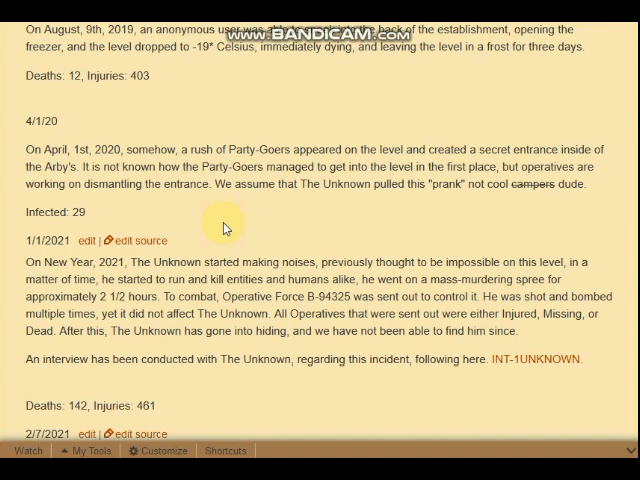 On August, 9th, 2019, an anonymous user was able to the back of the establishment, opening the
www.BANDICAM.com
freezer, and the level dropped to -19* Celsius, immediately dying, and leaving the level in a frost for three days.
Deaths: 12, Injuries: 403
4/1/20
On April, 1st, 2020, somehow, a rush of Party-Goers appeared on the level and created a secret entrance inside of
the Arby's. It is not known how the Party-Goers managed to get into the level in the first place, but operatives are
working on dismantling the entrance. We assume that The Unknown pulled this "prank" not cool campers dude.
Infected: 29
1/1/2021 edit | edit source
On New Year, 2021, The Unknown started making noises, previously thought to be impossible on this level, in a
matter of time, he started to run and kill entities and humans alike, he went on a mass-murdering spree for
approximately 2 1/2 hours. To combat, Operative Force B-94325 was sent out to control it. He was shot and bombed
multiple times, yet it did not affect The Unknown. All Operatives that were sent out were either Injured, Missing, or
Dead. After this, The Unknown has gone into hiding, and we have not been able to find him since.
An interview has been conducted with The Unknown, regarding this incident, following here. INT-1UNKNOWN.
Deaths: 142, Injuries: 461
2/7/2021 edit | edit source
Watch My Tools Customize Shortcuts